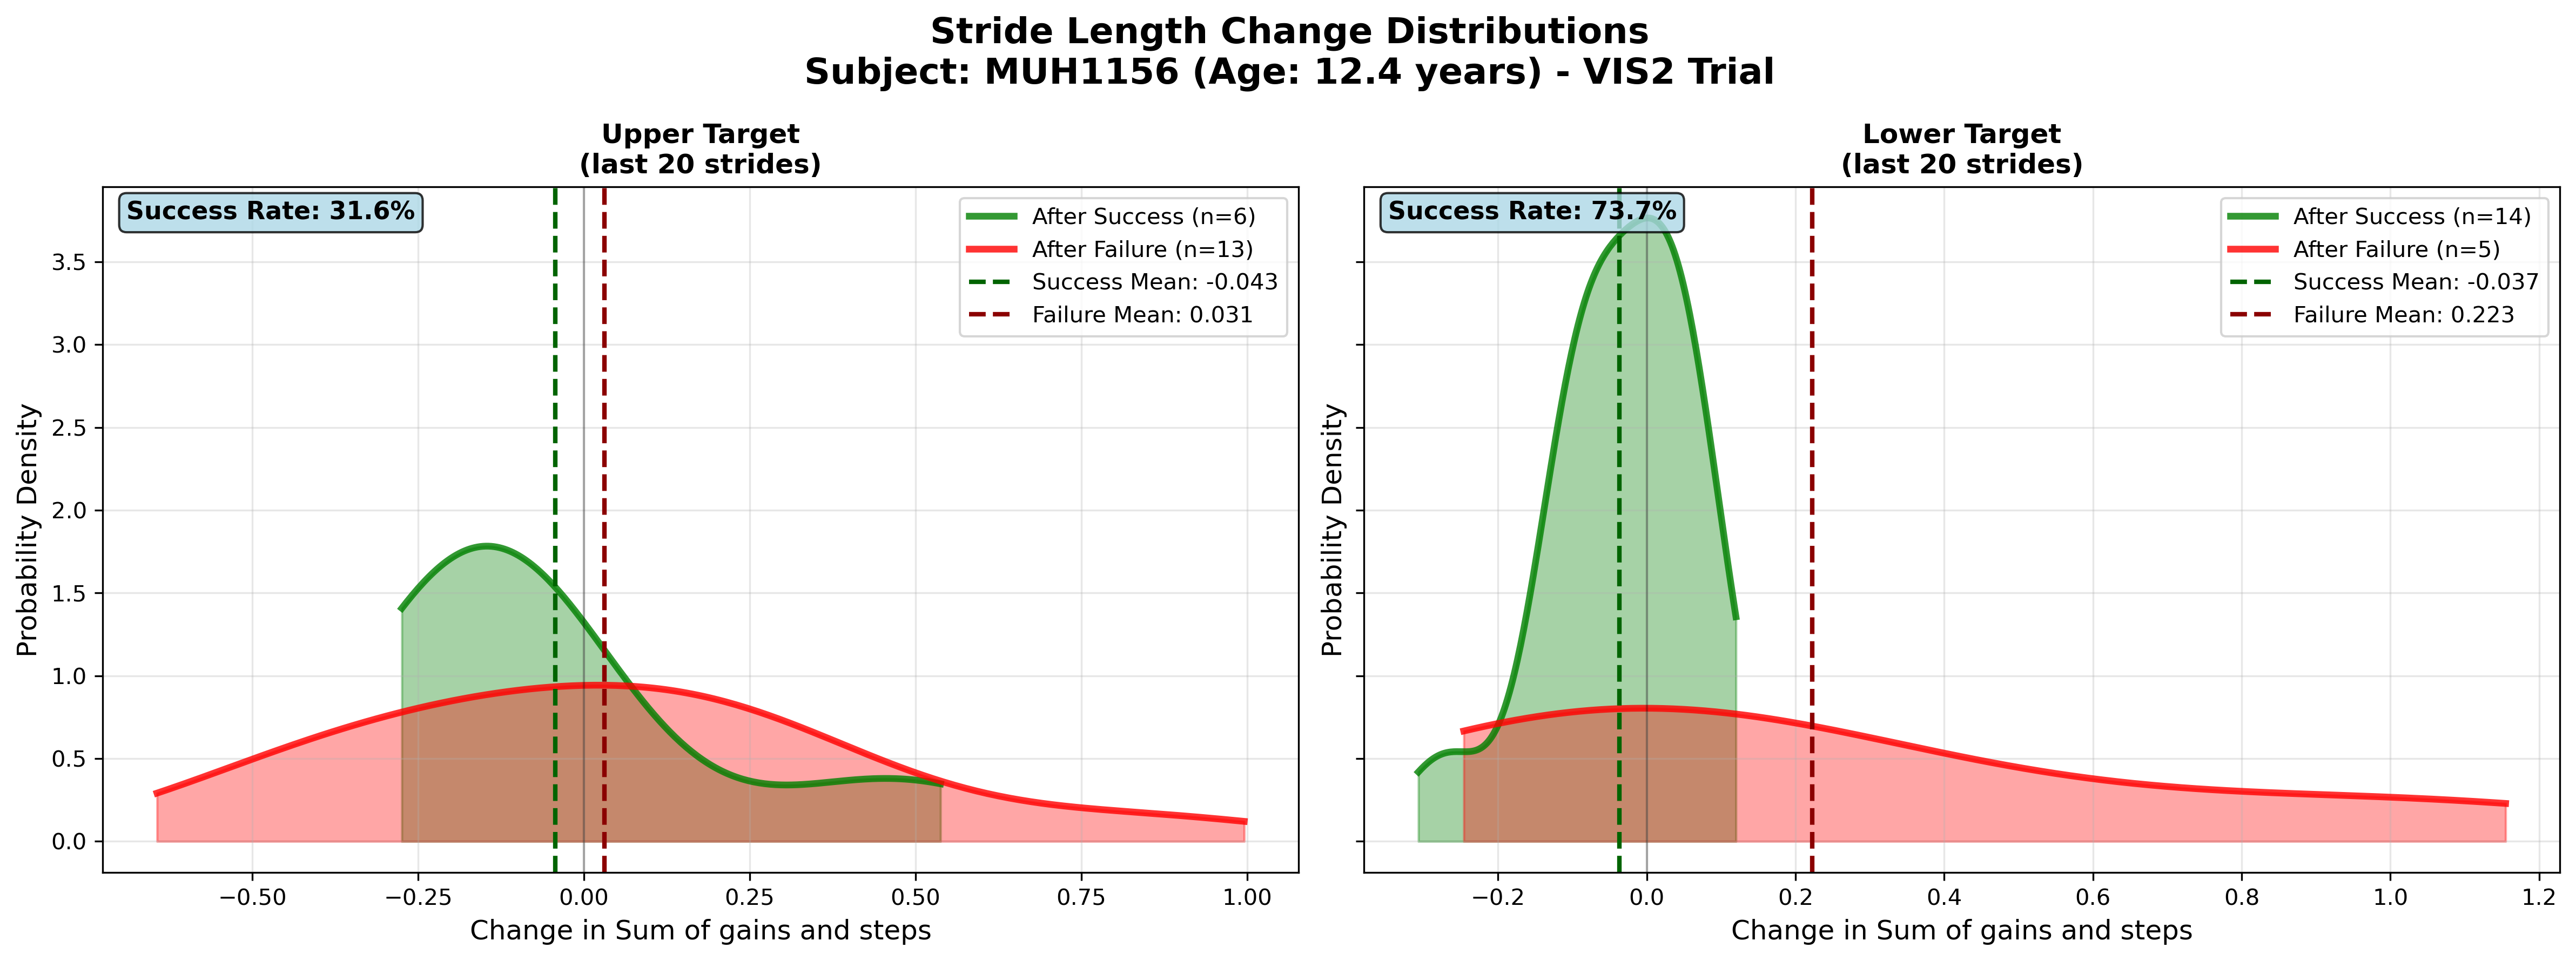 Stride Length Change Distributions
Subject: MUH1156 (Age: 12.4 years) - VIS2 Trial
Upper Target
(last 20 strides)
Success Rate: 31.6%
After Success (n=6)
After Failure (n=13)
Success Mean: -0.043
Failure Mean: 0.031
Probability Density
3.5
3.0
2.5
2.0
1.5
1.0
0.5
0.0
−0.50 −0.25 0.00 0.25 0.50 0.75 1.00
Change in Sum of gains and steps
Lower Target
(last 20 strides)
Success Rate: 73.7%
After Success (n=14)
After Failure (n=5)
Success Mean: -0.037
Failure Mean: 0.223
Probability Density
−0.2 0.0 0.2 0.4 0.6 0.8 1.0 1.2
Change in Sum of gains and steps